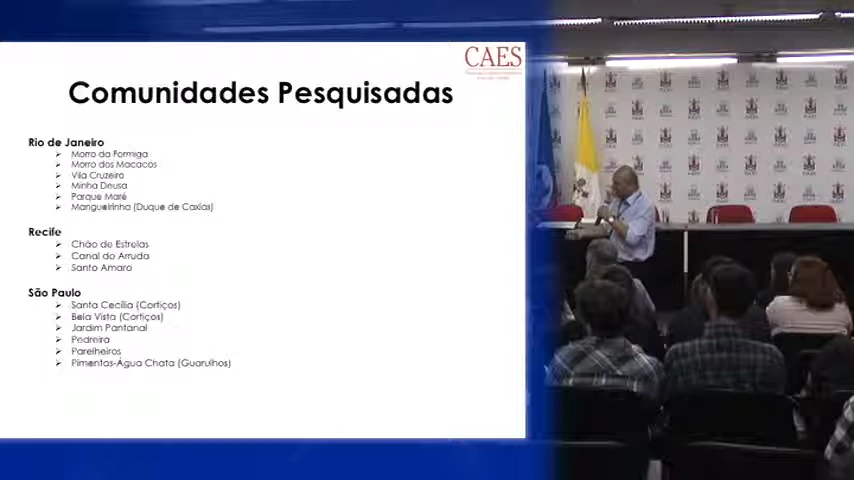 CAES
Comunidades Pesquisadas
Rio de Janeiro
Morro da Formiga
Morro dos Macacos
Vila Cruzeiro
Minha Deusa
Parque Maré
Mangueirinha (Duque de Caxias)
Recife
Chão de Estrelas
Canal do Arruda
Santo Amaro
São Paulo
Santa Cecília (Cortiços)
Bela Vista (Cortiços)
Jardim Pantanal
Pedreira
Parelheiros
Pimentas-Água Chata (Guarulhos)